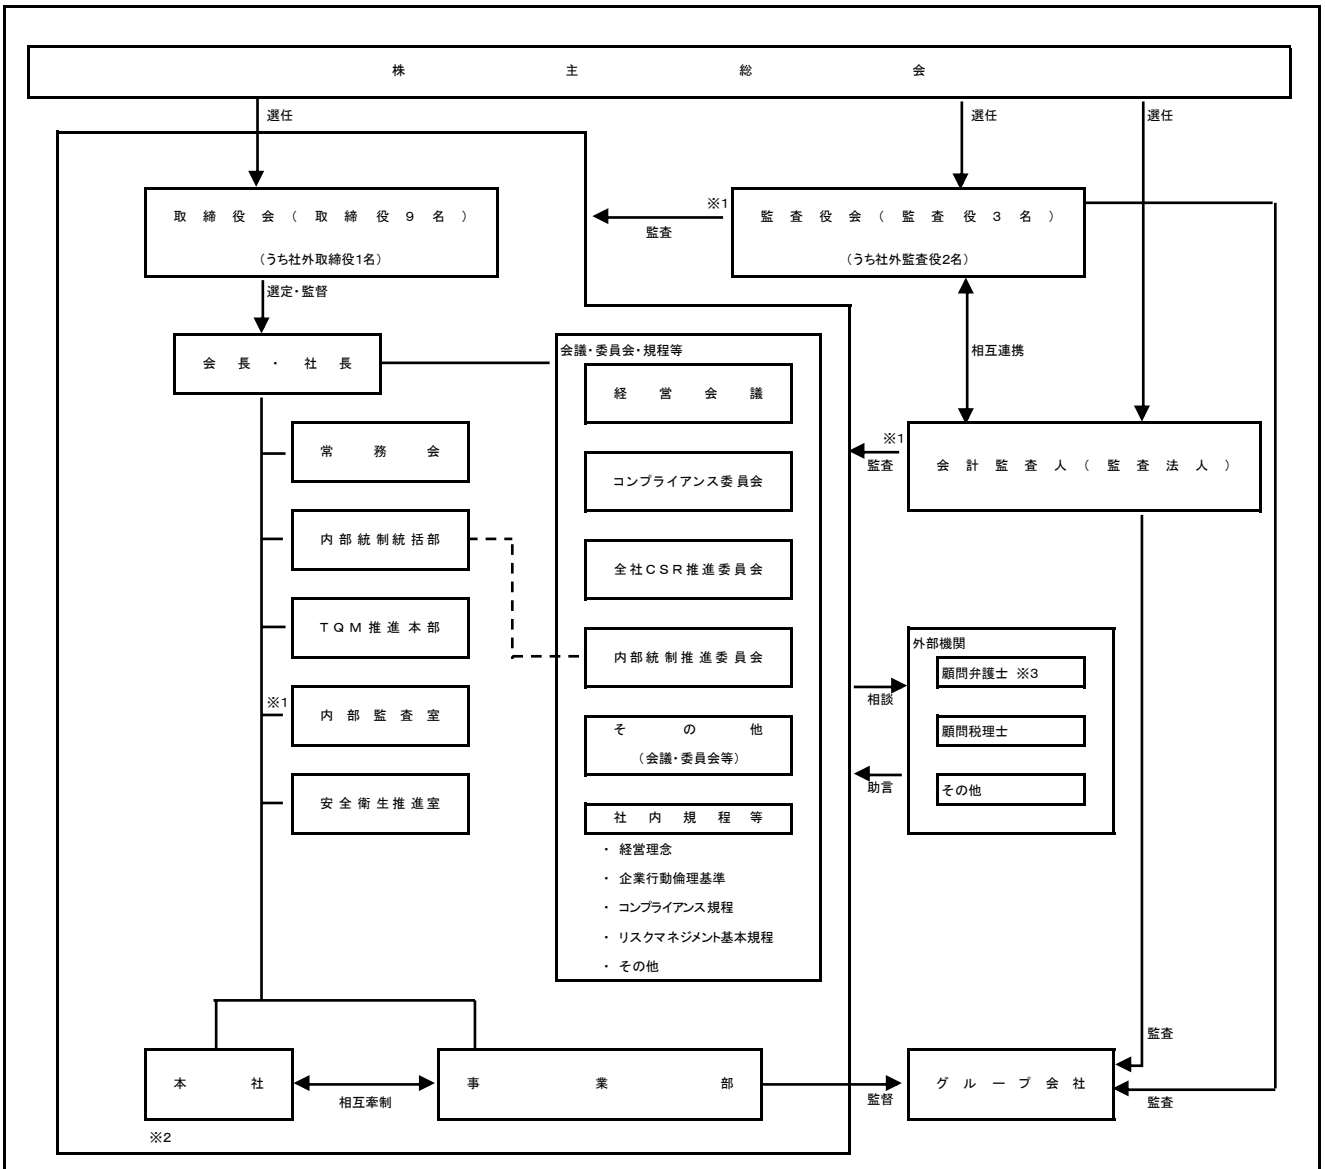 株主総会
選任
選任
選任
取締役会(取締役9名)
(うち社外取締役1名)
※1
監査
監査役会(監査役3名)
(うち社外監査役2名)
選定・監督
会長・社長
会議・委員会・規程等
相互連携
経営会議
常務会
※1
監査
会計監査人(監査法人)
コンプライアンス委員会
内部統制統括部
全社CSR推進委員会
TQM推進本部
内部統制推進委員会
外部機関
顧問弁護士 ※3
相談
※1
内部監査室
その他
(会議・委員会等)
顧問税理士
助言
その他
安全衛生推進室
社内規程等
・ 経営理念
・ 企業行動倫理基準
・ コンプライアンス規程
・ リスクマネジメント基本規程
・ その他
監査
本社
相互牽制
事業部
監督
グループ会社
監査
※2